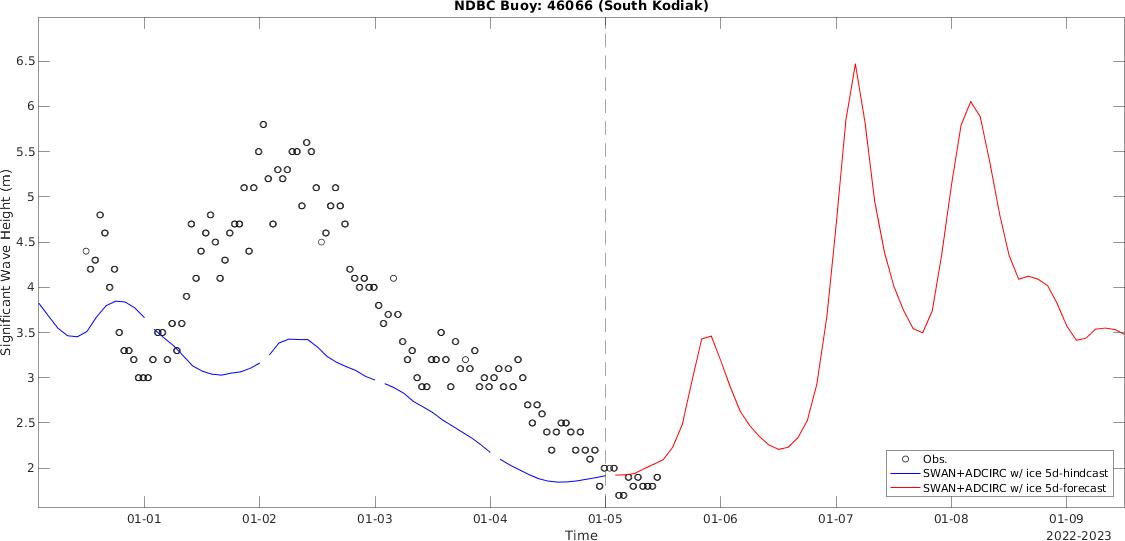 NDBC Buoy: 46066 (South Kodiak)
6.5
6
5.5
5
4.5
4
3.5
3
2.5
2
Significant Wave Height (m)
Obs.
SWAN+ADCIRC w/ ice 5d-hindcast
SWAN+ADCIRC w/ ice 5d-forecast
01-01 01-02 01-03 01-04 01-05 01-06 01-07 01-08 01-09
Time
2022-2023